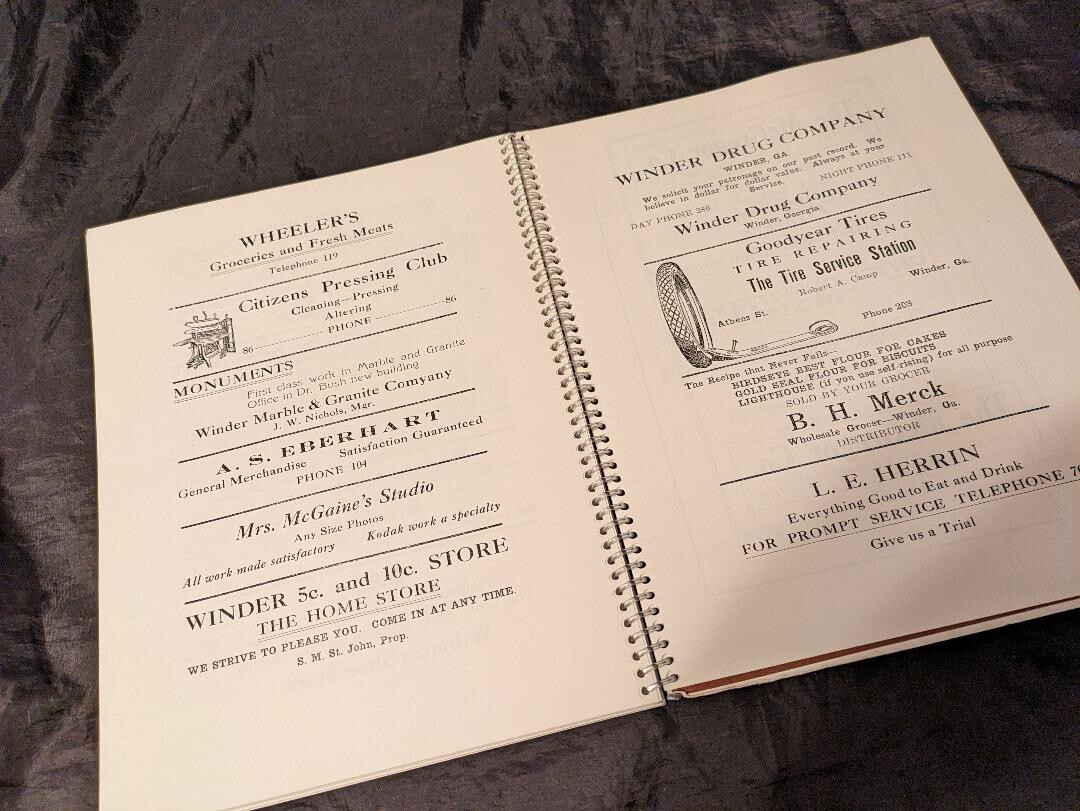 WHEELER'S
Groceries and Fresh Meats
Telephone 119
Citizens Pressing Club
Cleaning—Pressing
Altering
86 PHONE 86
MONUMENTS
First class work in Marble and Granite
Office in Dr. Bush new building
Winder Marble & Granite Comyany
J. W. Nichols, Mgr.
A. S. EBERHART
General Merchandise Satisfaction Guaranteed
PHONE 104
Mrs. McGaine's Studio
Any Size Photos
All work made satisfactory Kodak work a specialty
WINDER 5c. and 10c. STORE
THE HOME STORE
WE STRIVE TO PLEASE YOU. COME IN AT ANY TIME.
S. M. St. John, Prop.
WINDER DRUG COMPANY
WINDER, GA.
We solicit your patronage on our past record. We
believe in dollar for dollar value. Always at your
Service.
DAY PHONE 286 NIGHT PHONE 111
Winder Drug Company
Winder, Georgia
Goodyear Tires
TIRE REPAIRING
The Tire Service Station
Robert A. Camp Winder, Ga.
Athens St. Phone 203
The Recipe that Never Fails—
BIRDSEYS BEST FLOUR FOR CAKES
GOLD SEAL FLOUR FOR BISCUITS
LIGHTHOUSE (if you use self-rising) for all purpose
SOLD BY YOUR GROCER
B. H. Merck
Wholesale Grocer—Winder, Ga.
DISTRIBUTOR
L. E. HERRIN
Everything Good to Eat and Drink
FOR PROMPT SERVICE TELEPHONE
Give us a Trial